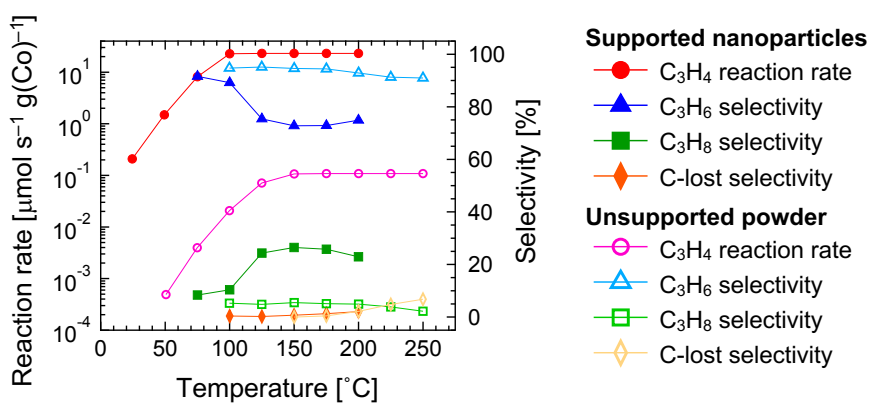 Reaction rate [μmol s⁻¹ g(Co)⁻¹]
10¹
10⁰
10⁻¹
10⁻²
10⁻³
10⁻⁴
0
50
100
150
200
250
Temperature [˚C]
100
80
60
40
20
0
Selectivity [%]
Supported nanoparticles
C₃H₄ reaction rate
C₃H₆ selectivity
C₃H₈ selectivity
C-lost selectivity
Unsupported powder
C₃H₄ reaction rate
C₃H₆ selectivity
C₃H₈ selectivity
C-lost selectivity